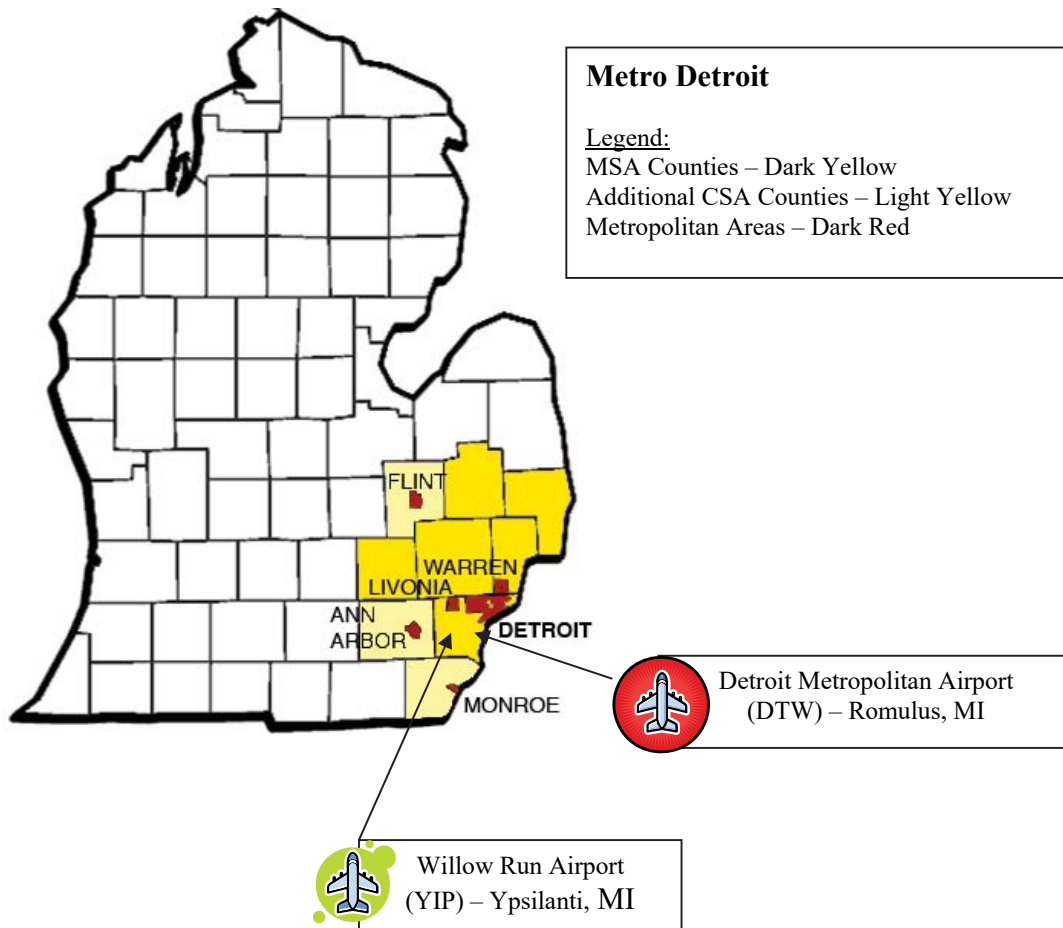 Metro Detroit
Legend:
MSA Counties – Dark Yellow
Additional CSA Counties – Light Yellow
Metropolitan Areas – Dark Red
FLINT
WARREN
LIVONIA
ANN
ARBOR
DETROIT
MONROE
Detroit Metropolitan Airport
(DTW) – Romulus, MI
Willow Run Airport
(YIP) – Ypsilanti, MI